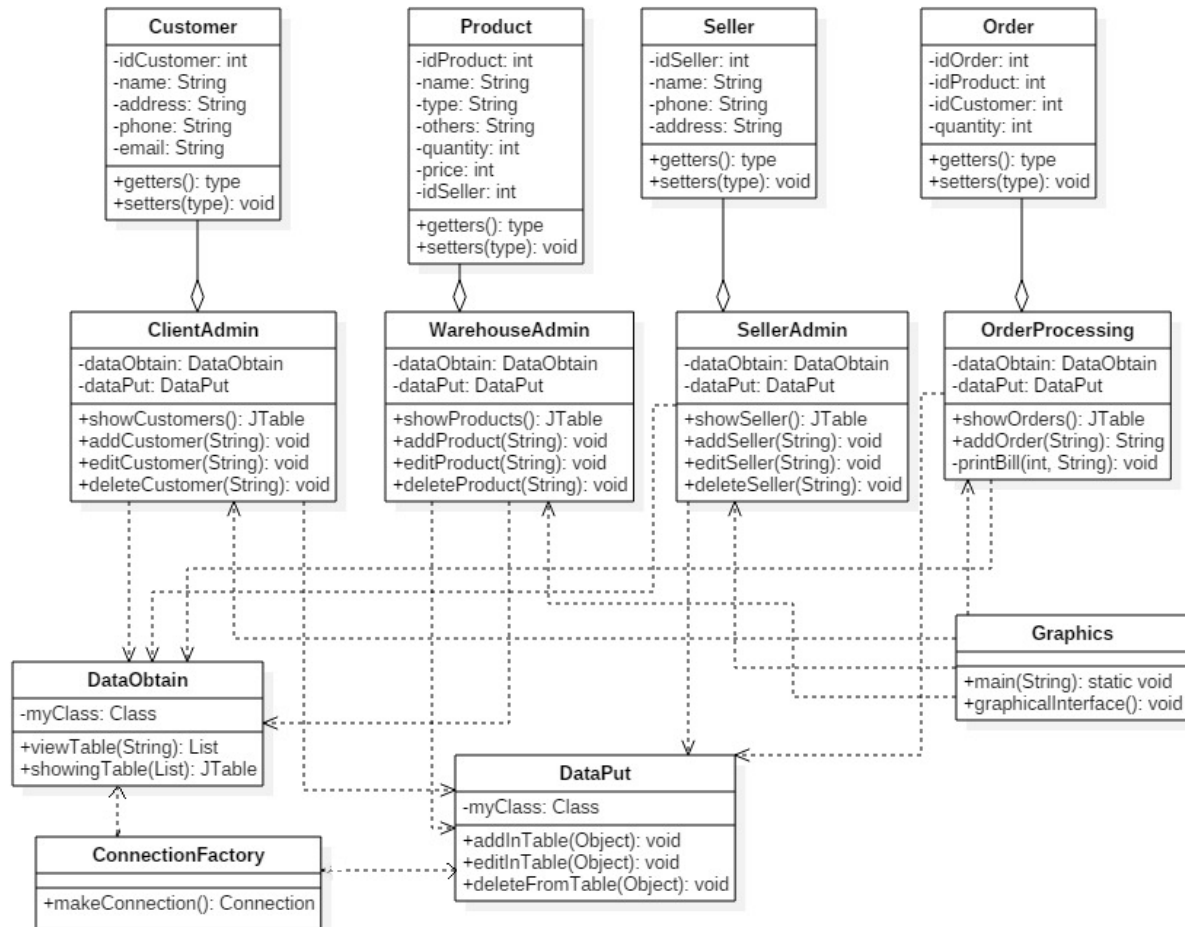 Customer
-idCustomer: int
-name: String
-address: String
-phone: String
-email: String
+getters(): type
+setters(type): void
Product
-idProduct: int
-name: String
-type: String
-others: String
-quantity: int
-price: int
-idSeller: int
+getters(): type
+setters(type): void
Seller
-idSeller: int
-name: String
-phone: String
-address: String
+getters(): type
+setters(type): void
Order
-idOrder: int
-idProduct: int
-idCustomer: int
-quantity: int
+getters(): type
+setters(type): void
ClientAdmin
-dataObtain: DataObtain
-dataPut: DataPut
+showCustomers(): JTable
+addCustomer(String): void
+editCustomer(String): void
+deleteCustomer(String): void
WarehouseAdmin
-dataObtain: DataObtain
-dataPut: DataPut
+showProducts(): JTable
+addProduct(String): void
+editProduct(String): void
+deleteProduct(String): void
SellerAdmin
-dataObtain: DataObtain
-dataPut: DataPut
+showSeller(): JTable
+addSeller(String): void
+editSeller(String): void
+deleteSeller(String): void
OrderProcessing
-dataObtain: DataObtain
-dataPut: DataPut
+showOrders(): JTable
+addOrder(String): String
-printBill(int, String): void
Graphics
+main(String): static void
+graphicalInterface(): void
DataObtain
-myClass: Class
+viewTable(String): List
+showingTable(List): JTable
DataPut
-myClass: Class
+addInTable(Object): void
+editInTable(Object): void
+deleteFromTable(Object): void
ConnectionFactory
+makeConnection(): Connection